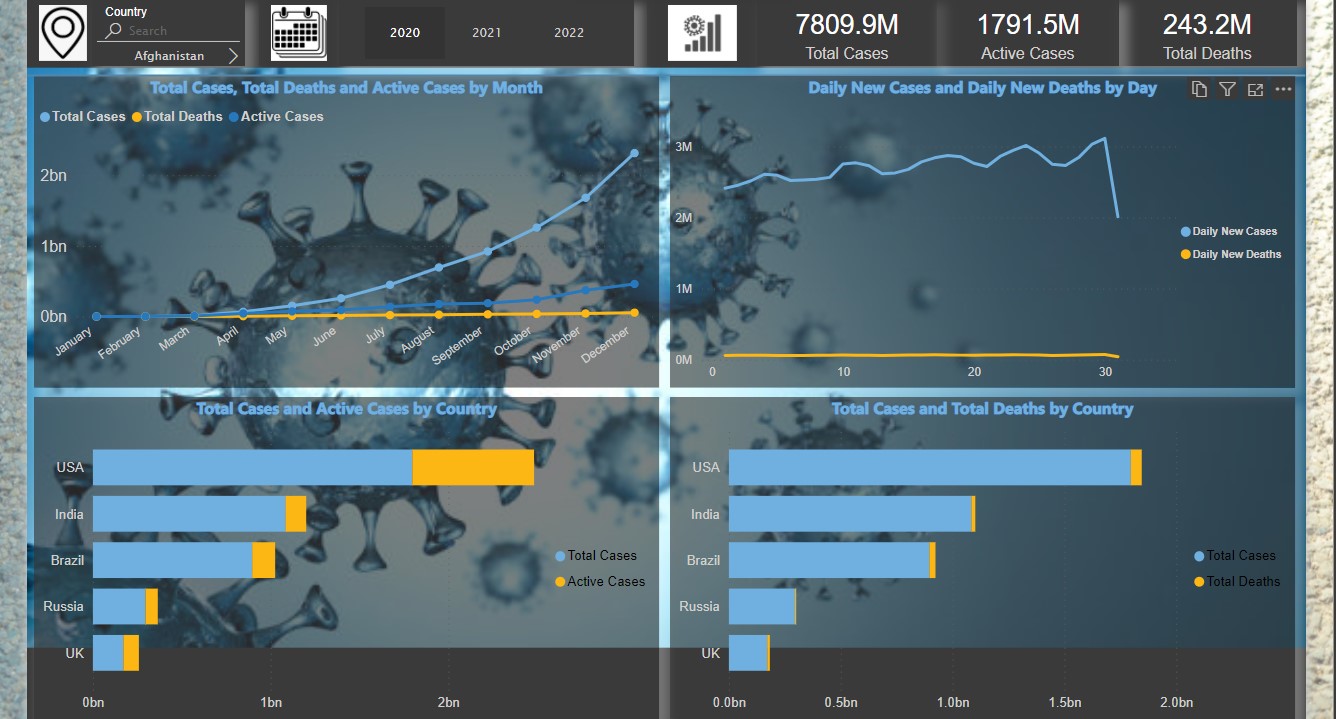 Country
Search
Afghanistan
2020
2021
2022
7809.9M
Total Cases
1791.5M
Active Cases
243.2M
Total Deaths
Total Cases, Total Deaths and Active Cases by Month
Total Cases Total Deaths Active Cases
2bn
1bn
0bn
January February March April May June July August September October November December
Daily New Cases and Daily New Deaths by Day
3M
2M
1M
0M
0 10 20 30
Daily New Cases
Daily New Deaths
Total Cases and Active Cases by Country
USA
India
Brazil
Russia
UK
0bn 1bn 2bn
Total Cases
Active Cases
Total Cases and Total Deaths by Country
USA
India
Brazil
Russia
UK
0.0bn 0.5bn 1.0bn 1.5bn 2.0bn
Total Cases
Total Deaths